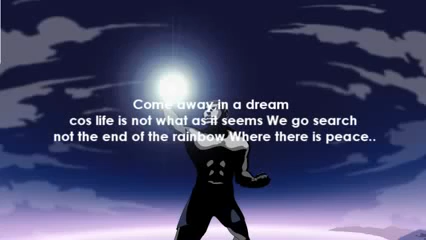 Come away in a dream
cos life is not what as it seems We go search
not the end of the rainbow Where there is peace..